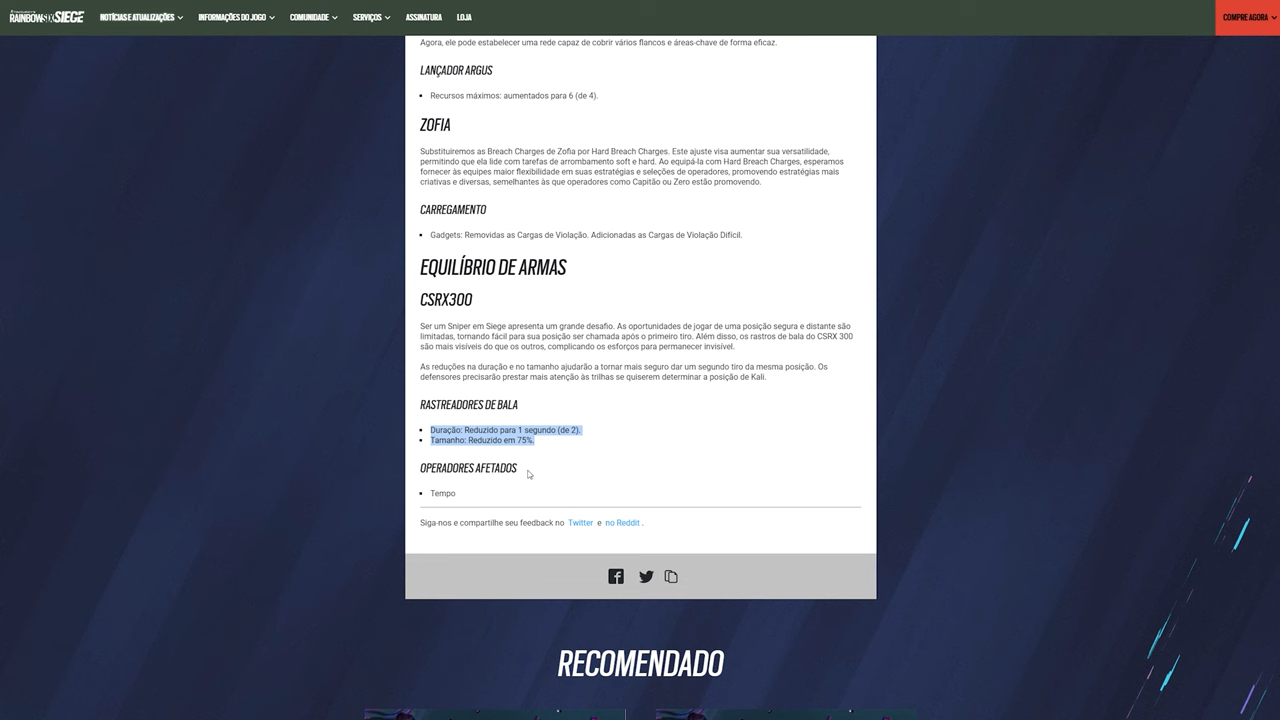 RAINBOWSIX SIEGE
NOTÍCIAS E ATUALIZAÇÕES
INFORMAÇÕES DO JOGO
COMUNIDADE
SERVIÇOS
ASSINATURA
LOJA
COMPRE AGORA
Agora, ele pode estabelecer uma rede capaz de cobrir vários flancos e áreas-chave de forma eficaz.
LANÇADOR ARGUS
Recursos máximos: aumentados para 6 (de 4).
ZOFIA
Substituiremos as Breach Charges de Zofia por Hard Breach Charges. Este ajuste visa aumentar sua versatilidade,
permitindo que ela lide com tarefas de arrombamento soft e hard. Ao equipá-la com Hard Breach Charges, esperamos
fornecer às equipes maior flexibilidade em suas estratégias e seleções de operadores, promovendo estratégias mais
criativas e diversas, semelhantes às que operadores como Capitão ou Zero estão promovendo.
CARREGAMENTO
Gadgets: Removidas as Cargas de Violação. Adicionadas as Cargas de Violação Difícil.
EQUILÍBRIO DE ARMAS
CSRX300
Ser um Sniper em Siege apresenta um grande desafio. As oportunidades de jogar de uma posição segura e distante são
limitadas, tornando fácil para sua posição ser chamada após o primeiro tiro. Além disso, os rastros de bala do CSRX 300
são mais visíveis do que os outros, complicando os esforços para permanecer invisível.
As reduções na duração e no tamanho ajudarão a tornar mais seguro dar um segundo tiro da mesma posição. Os
defensores precisarão prestar mais atenção às trilhas se quiserem determinar a posição de Kali.
RASTREADORES DE BALA
Duração: Reduzido para 1 segundo (de 2).
Tamanho: Reduzido em 75%.
OPERADORES AFETADOS
Tempo
Siga-nos e compartilhe seu feedback no Twitter e no Reddit .
RECOMENDADO